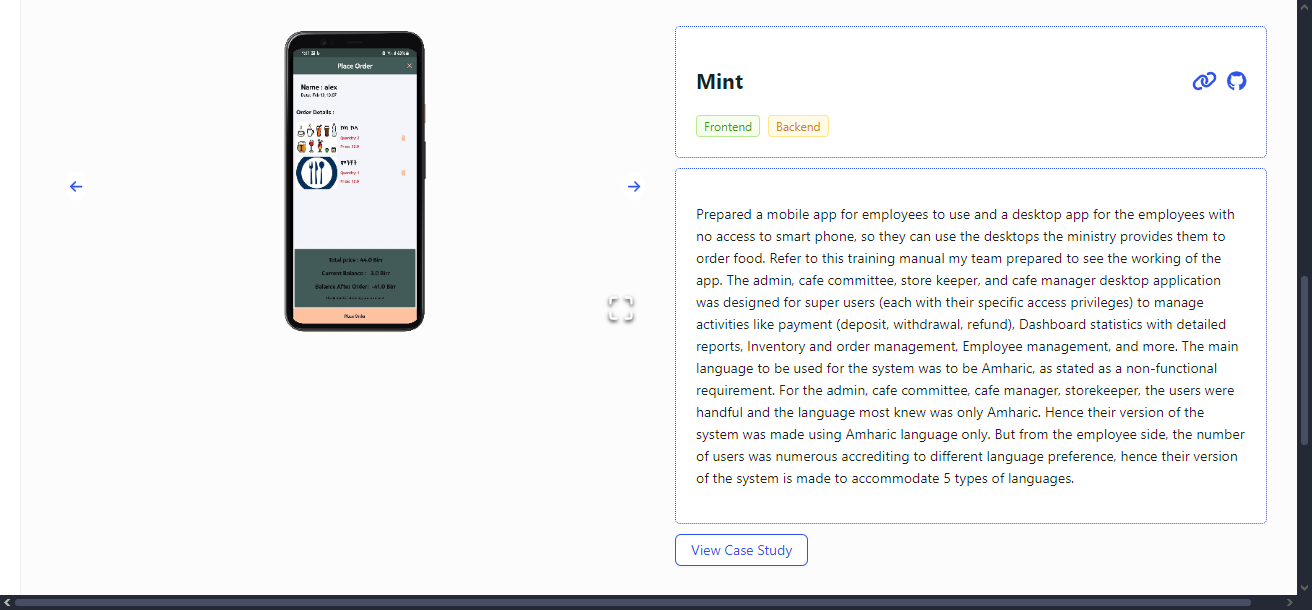 Place Order
Name : alex
Order Details :
Quantity: 2
Price: 12.0
Quantity: 1
Total price : 44.0 Birr
Current Balance : 3.0 Birr
Balance After Order: -41.0 Birr
Place Order
Mint
Frontend Backend
Prepared a mobile app for employees to use and a desktop app for the employees with
no access to smart phone, so they can use the desktops the ministry provides them to
order food. Refer to this training manual my team prepared to see the working of the
app. The admin, cafe committee, store keeper, and cafe manager desktop application
was designed for super users (each with their specific access privileges) to manage
activities like payment (deposit, withdrawal, refund), Dashboard statistics with detailed
reports, Inventory and order management, Employee management, and more. The main
language to be used for the system was to be Amharic, as stated as a non-functional
requirement. For the admin, cafe committee, cafe manager, storekeeper, the users were
handful and the language most knew was only Amharic. Hence their version of the
system was made using Amharic language only. But from the employee side, the number
of users was numerous accrediting to different language preference, hence their version
of the system is made to accommodate 5 types of languages.
View Case Study